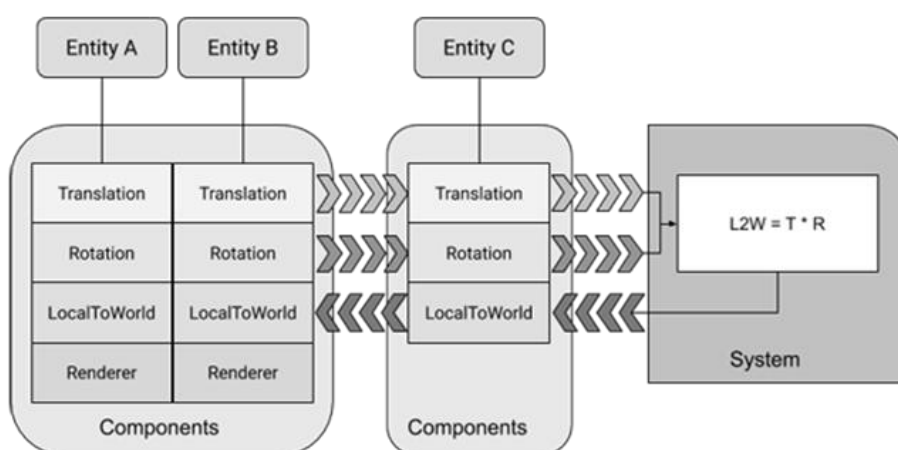 Entity A
Entity B
Entity C
Translation
Translation
Translation
Rotation
Rotation
Rotation
L2W = T * R
LocalToWorld
LocalToWorld
LocalToWorld
Renderer
Renderer
System
Components
Components